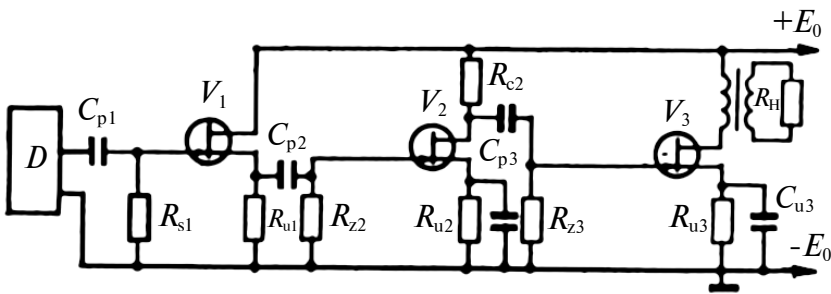 +E₀
D
Cp1
V1
Cp2
V2
Rc2
Cp3
V3
RH
Rs1
Ru1
Rz2
Ru2
Rz3
Ru3
Cu3
-E₀